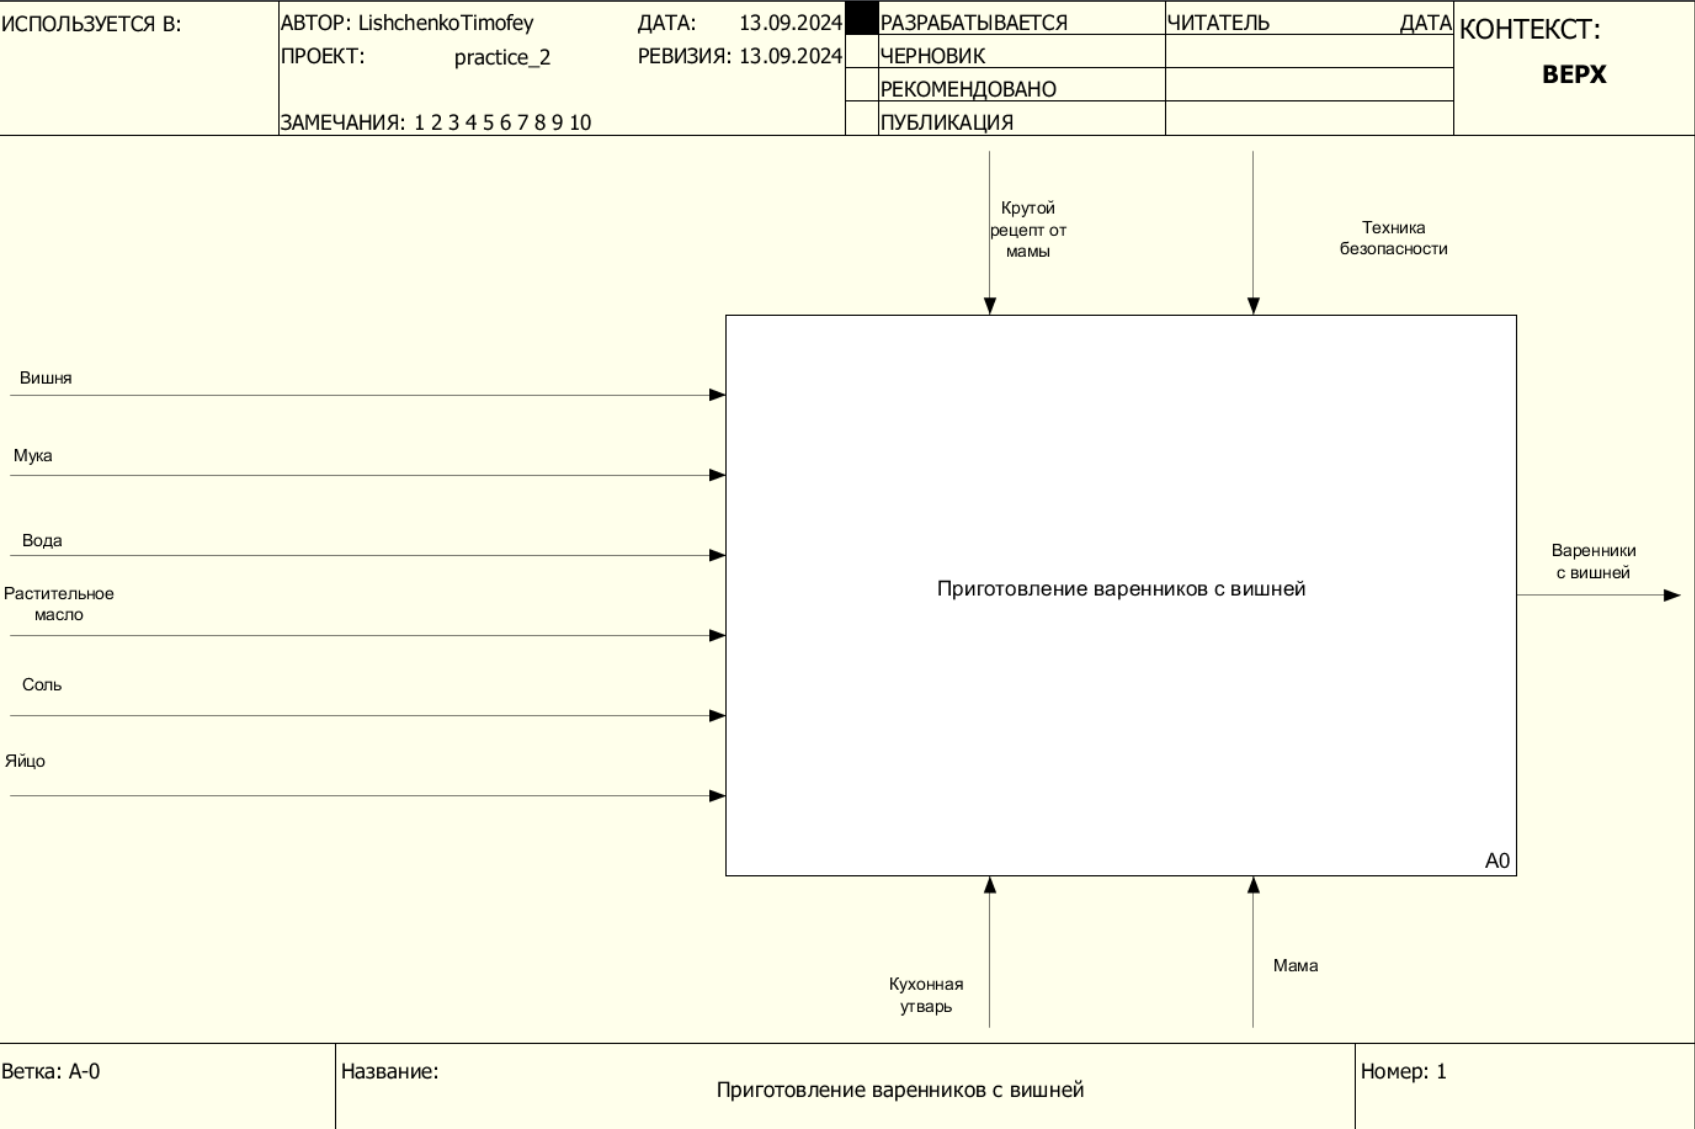 ИСПОЛЬЗУЕТСЯ В:
АВТОР: LishchenkoTimofey
ДАТА: 13.09.2024
ПРОЕКТ: practice_2
РЕВИЗИЯ: 13.09.2024
ЗАМЕЧАНИЯ: 1 2 3 4 5 6 7 8 9 10
РАЗРАБАТЫВАЕТСЯ
ЧЕРНОВИК
РЕКОМЕНДОВАНО
ПУБЛИКАЦИЯ
ЧИТАТЕЛЬ
ДАТА
КОНТЕКСТ:
ВЕРХ
Крутой
рецепт от
мамы
Техника
безопасности
Вишня
Мука
Вода
Растительное
масло
Соль
Яйцо
Приготовление варенников с вишней
A0
Варенники
с вишней
Кухонная
утварь
Мама
Ветка: A-0
Название:
Приготовление варенников с вишней
Номер: 1